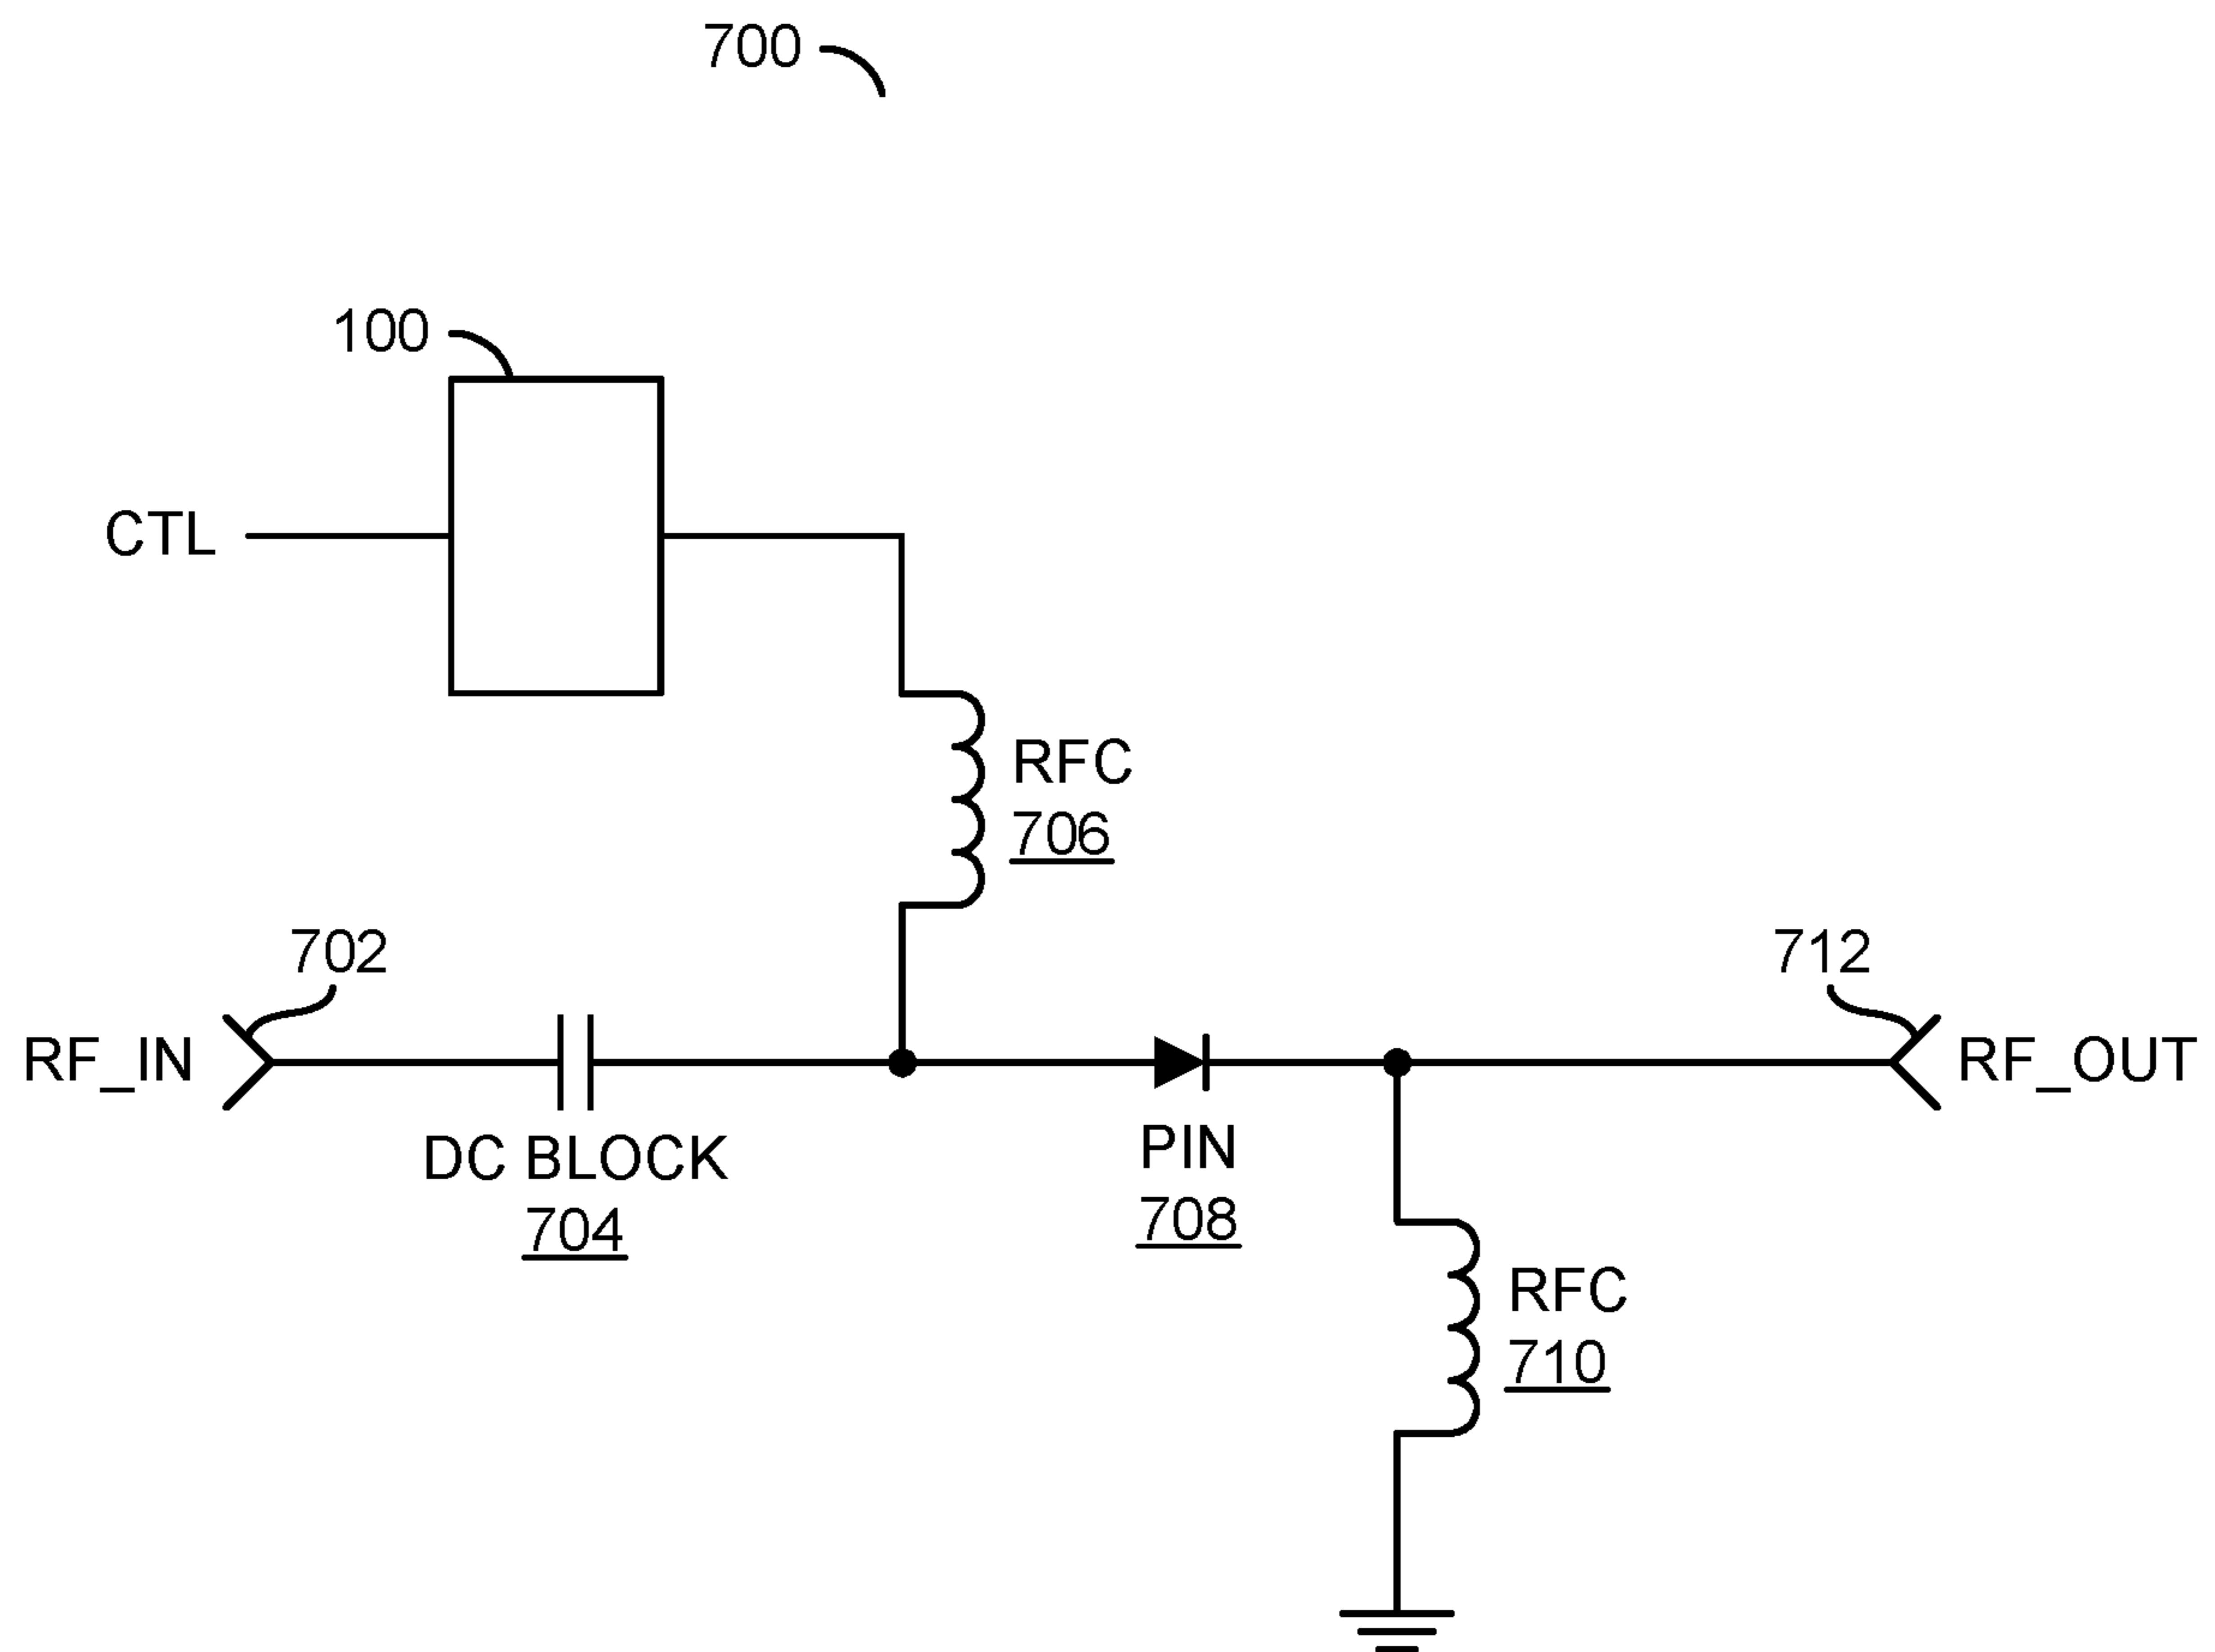 700
100
CTL
RFC
706
702
712
RF_IN
RF_OUT
DC BLOCK
704
PIN
708
RFC
710